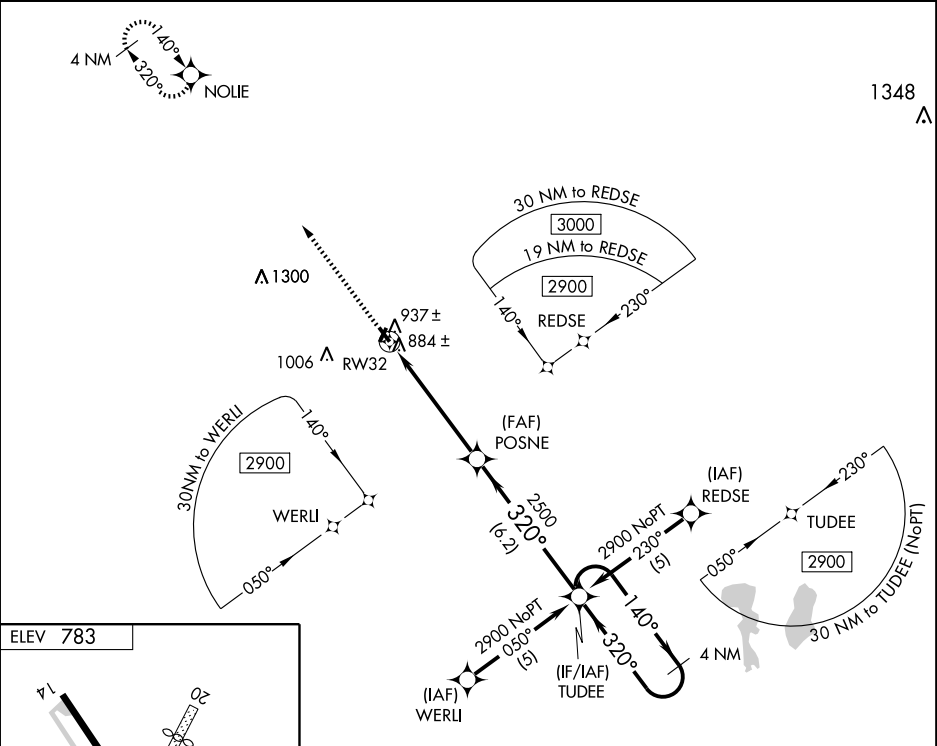 4 NM
140°
320°
NOLIE
1348
30 NM to REDSE
3000
19 NM to REDSE
2900
140°
230°
REDSE
1300
937 ±
884 ±
1006
RW32
30NM to WERLI
140°
2900
WERLI
050°
(FAF)
POSNE
2500
320°
(6.2)
(IAF)
REDSE
2900 NoPT
230°
(5)
230°
TUDEE
050°
2900
30 NM to TUDEE (NoPT)
2900 NoPT
050°
(5)
140°
320°
4 NM
(IF/IAF)
TUDEE
(IAF)
WERLI
ELEV 783
14
20